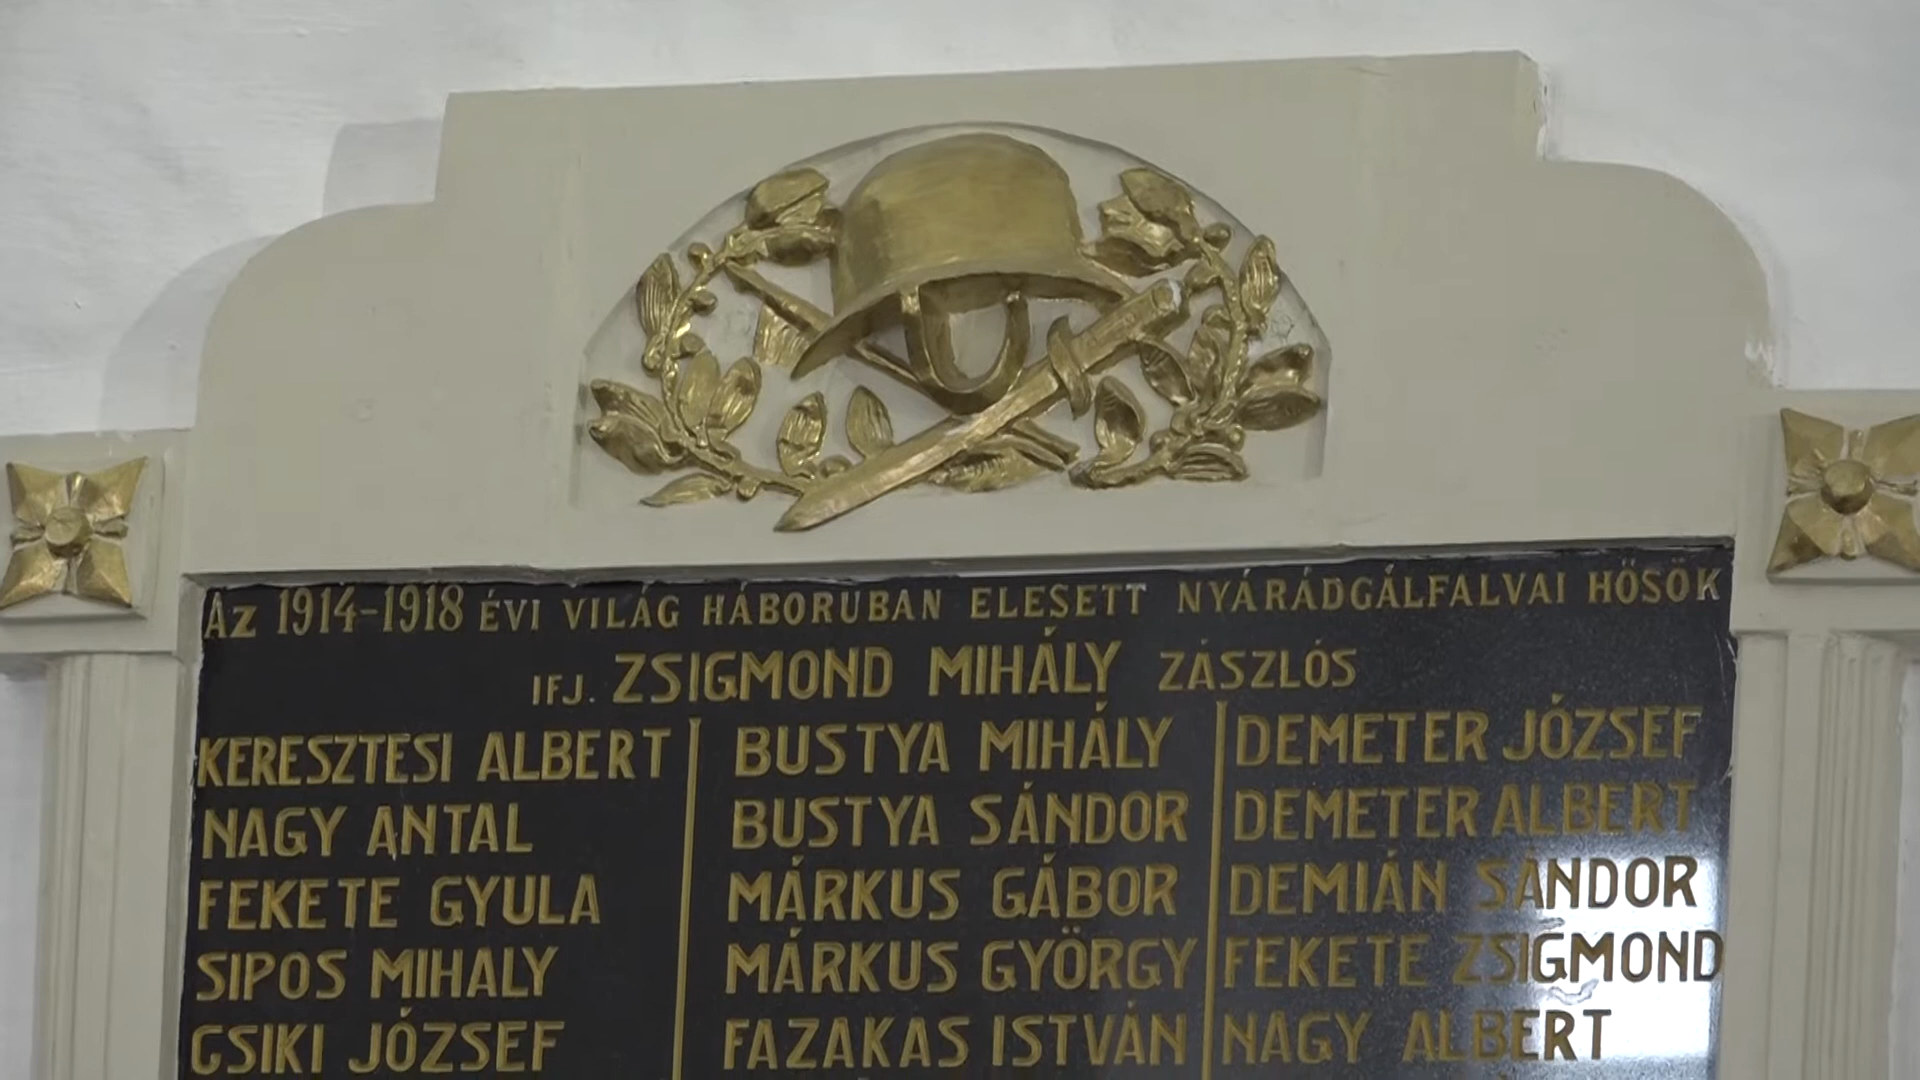 AZ 1914-1918 ÉVI VILÁG HÁBORUBAN ELESETT NYÁRÁDGÁLFALVAI HŐSÖK
IFJ. ZSIGMOND MIHÁLY ZÁSZLÓS
KERESZTESI ALBERT
NAGY ANTAL
FEKETE GYULA
SIPOS MIHALY
CSIKI JÓZSEF
BUSTYA MIHÁLY
BUSTYA SÁNDOR
MÁRKUS GÁBOR
MÁRKUS GYÖRGY
FAZAKAS ISTVÁN
DEMETER JÓZSEF
DEMETER ALBERT
DEMIÁN SÁNDOR
FEKETE ZSIGMOND
NAGY ALBERT